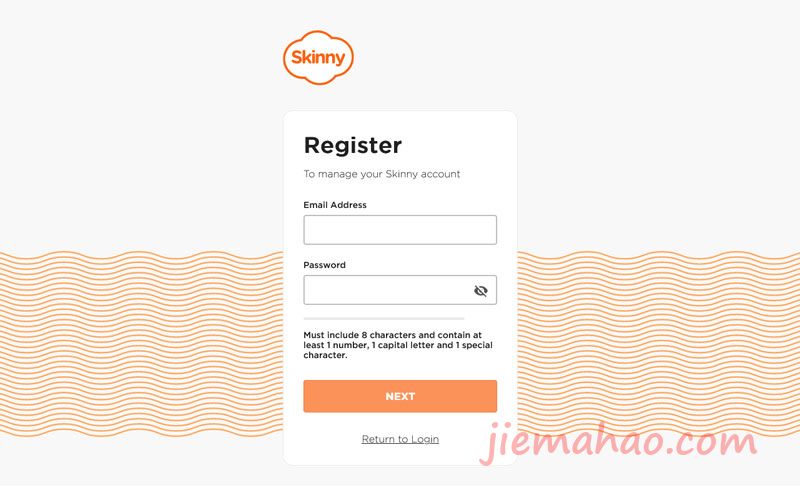 Skinny
Register
To manage your Skinny account
Email Address
Password
Must include 8 characters and contain at
least 1 number, 1 capital letter and 1 special
character.
NEXT
Return to Login
jiemahao.com